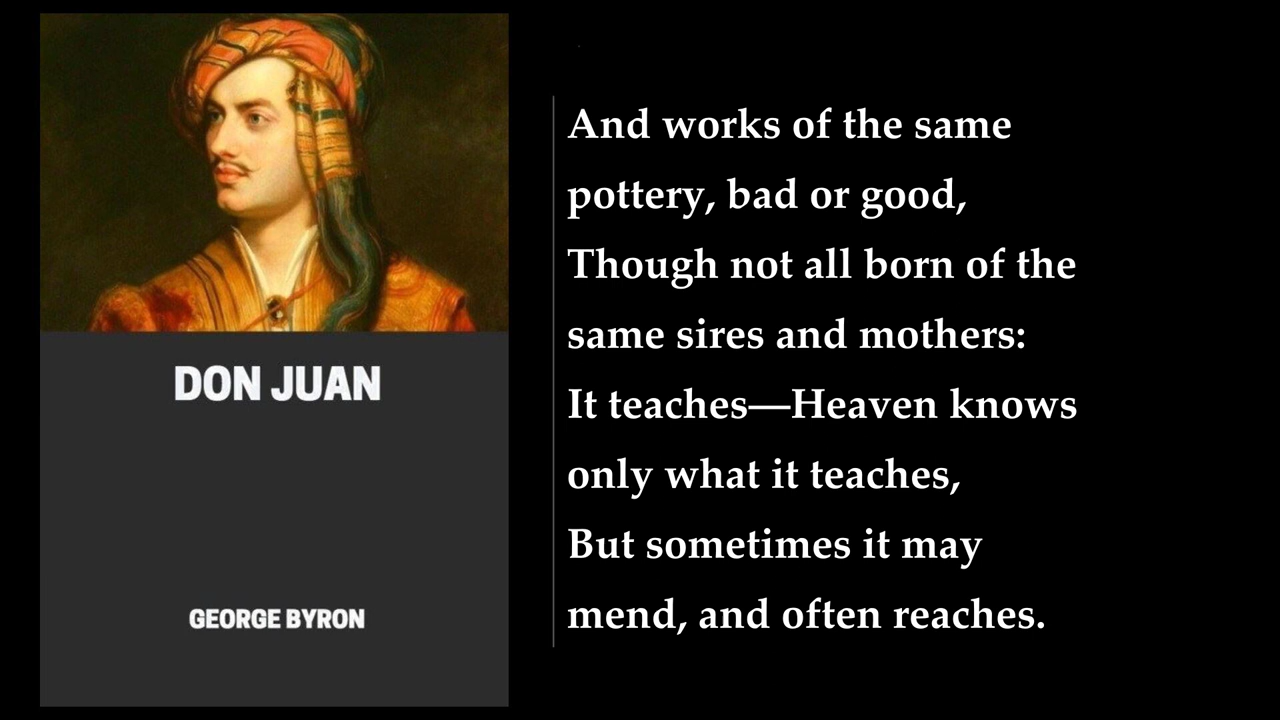 DON JUAN
GEORGE BYRON
And works of the same
pottery, bad or good,
Though not all born of the
same sires and mothers:
It teaches—Heaven knows
only what it teaches,
But sometimes it may
mend, and often reaches.